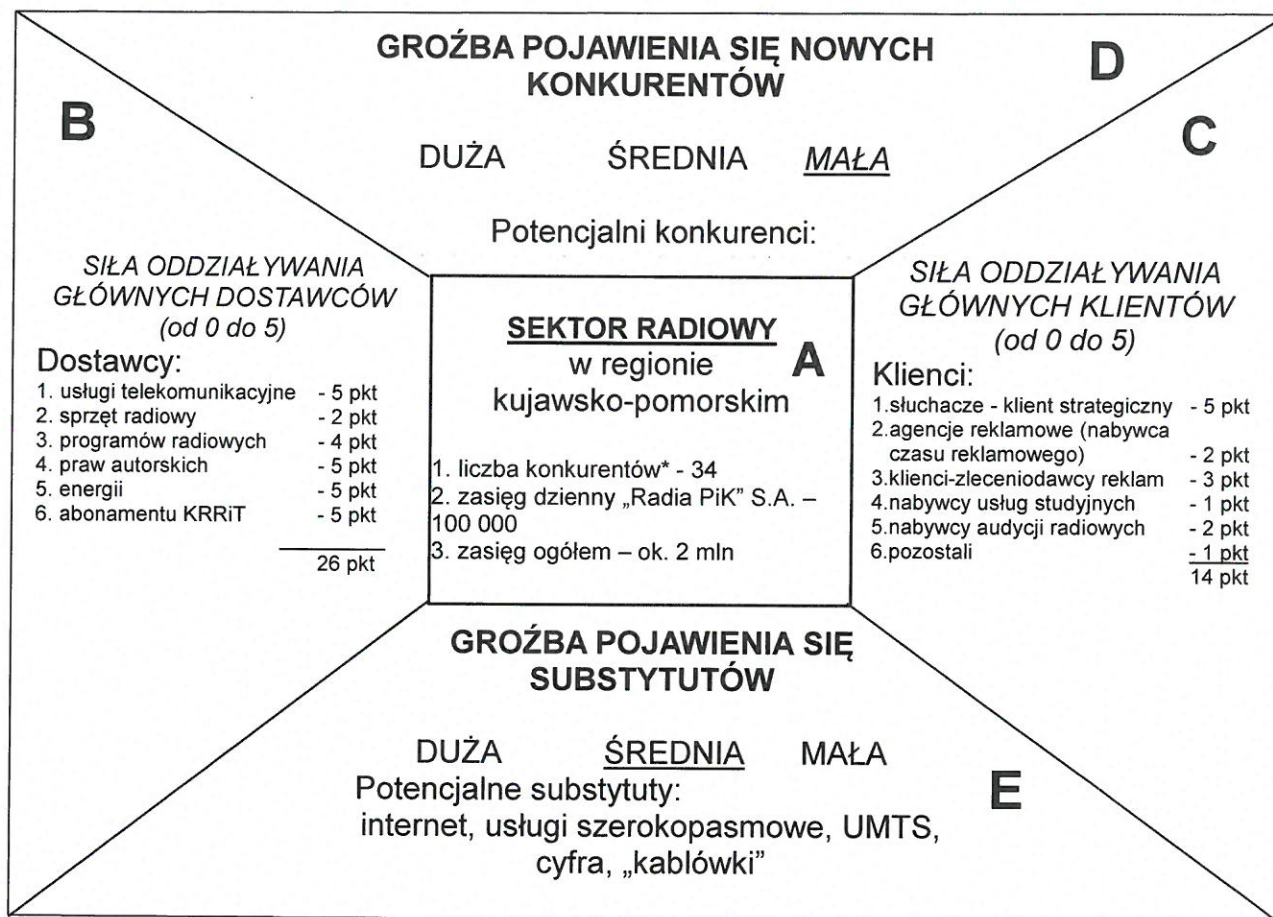 GROŹBA POJAWIENIA SIĘ NOWYCH
KONKURENTÓW
D
DUŻA ŚREDNIA MAŁA
Potencjalni konkurenci:
B
SIŁA ODDZIAŁYWANIA
GŁÓWNYCH DOSTAWCÓW
(od 0 do 5)
Dostawcy:
1. usługi telekomunikacyjne - 5 pkt
2. sprzęt radiowy - 2 pkt
3. programów radiowych - 4 pkt
4. praw autorskich - 5 pkt
5. energii - 5 pkt
6. abonamentu KRRiT - 5 pkt
26 pkt
SEKTOR RADIOWY
A
w regionie
kujawsko-pomorskim
1. liczba konkurentów* - 34
2. zasięg dzienny „Radia PiK” S.A. –
100 000
3. zasięg ogółem – ok. 2 mln
C
SIŁA ODDZIAŁYWANIA
GŁÓWNYCH KLIENTÓW
(od 0 do 5)
Klienci:
1.słuchacze - klient strategiczny - 5 pkt
2.agencje reklamowe (nabywca
czasu reklamowego) - 2 pkt
3.klienci-zleceniodawcy reklam - 3 pkt
4.nabywcy usług studyjnych - 1 pkt
5.nabywcy audycji radiowych - 2 pkt
6.pozostali - 1 pkt
14 pkt
GROŹBA POJAWIENIA SIĘ
SUBSTYTUTÓW
DUŻA ŚREDNIA MAŁA
E
Potencjalne substytuty:
internet, usługi szerokopasmowe, UMTS,
cyfra, „kablówki”